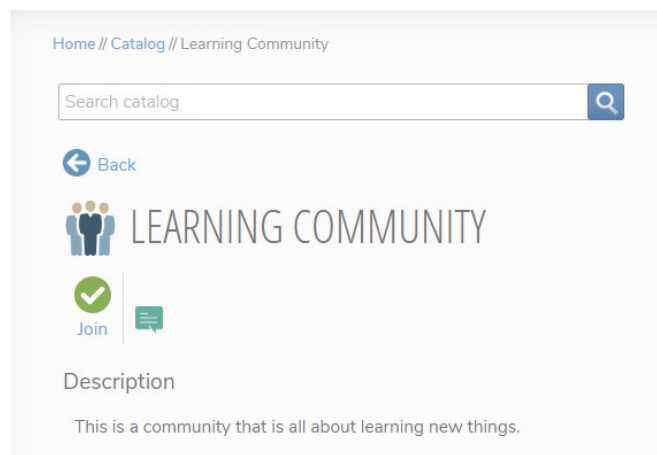 Home // Catalog // Learning Community
Search catalog
Back
LEARNING COMMUNITY
Join
Description
This is a community that is all about learning new things.